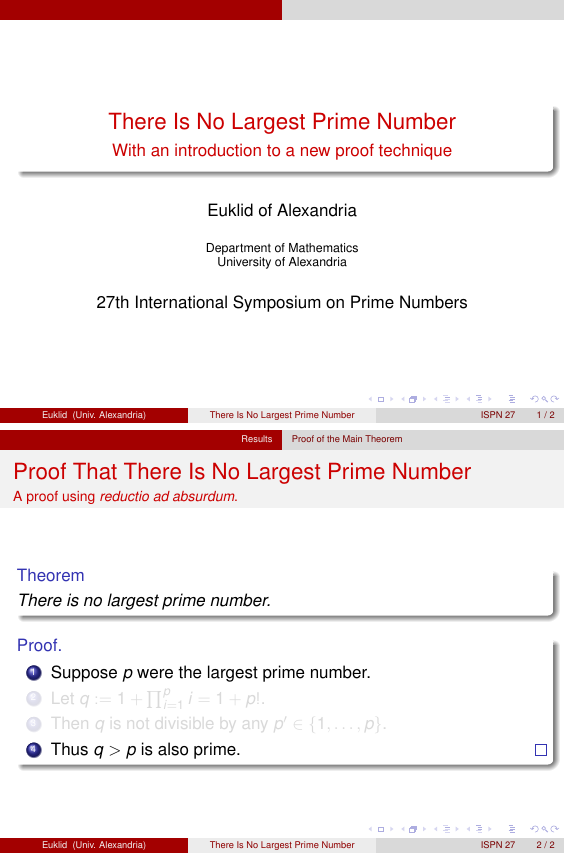 There Is No Largest Prime Number
With an introduction to a new proof technique
Euklid of Alexandria
Department of Mathematics
University of Alexandria
27th International Symposium on Prime Numbers
Euklid (Univ. Alexandria) There Is No Largest Prime Number ISPN 27 1 / 2
Results Proof of the Main Theorem
Proof That There Is No Largest Prime Number
A proof using reductio ad absurdum.
Theorem
There is no largest prime number.
Proof.
1 Suppose p were the largest prime number.
2 Let q := 1 + ∏ᵖᵢ₌₁ i = 1 + p!.
3 Then q is not divisible by any p′ ∈ {1, . . . , p}.
4 Thus q > p is also prime. □
Euklid (Univ. Alexandria) There Is No Largest Prime Number ISPN 27 2 / 2